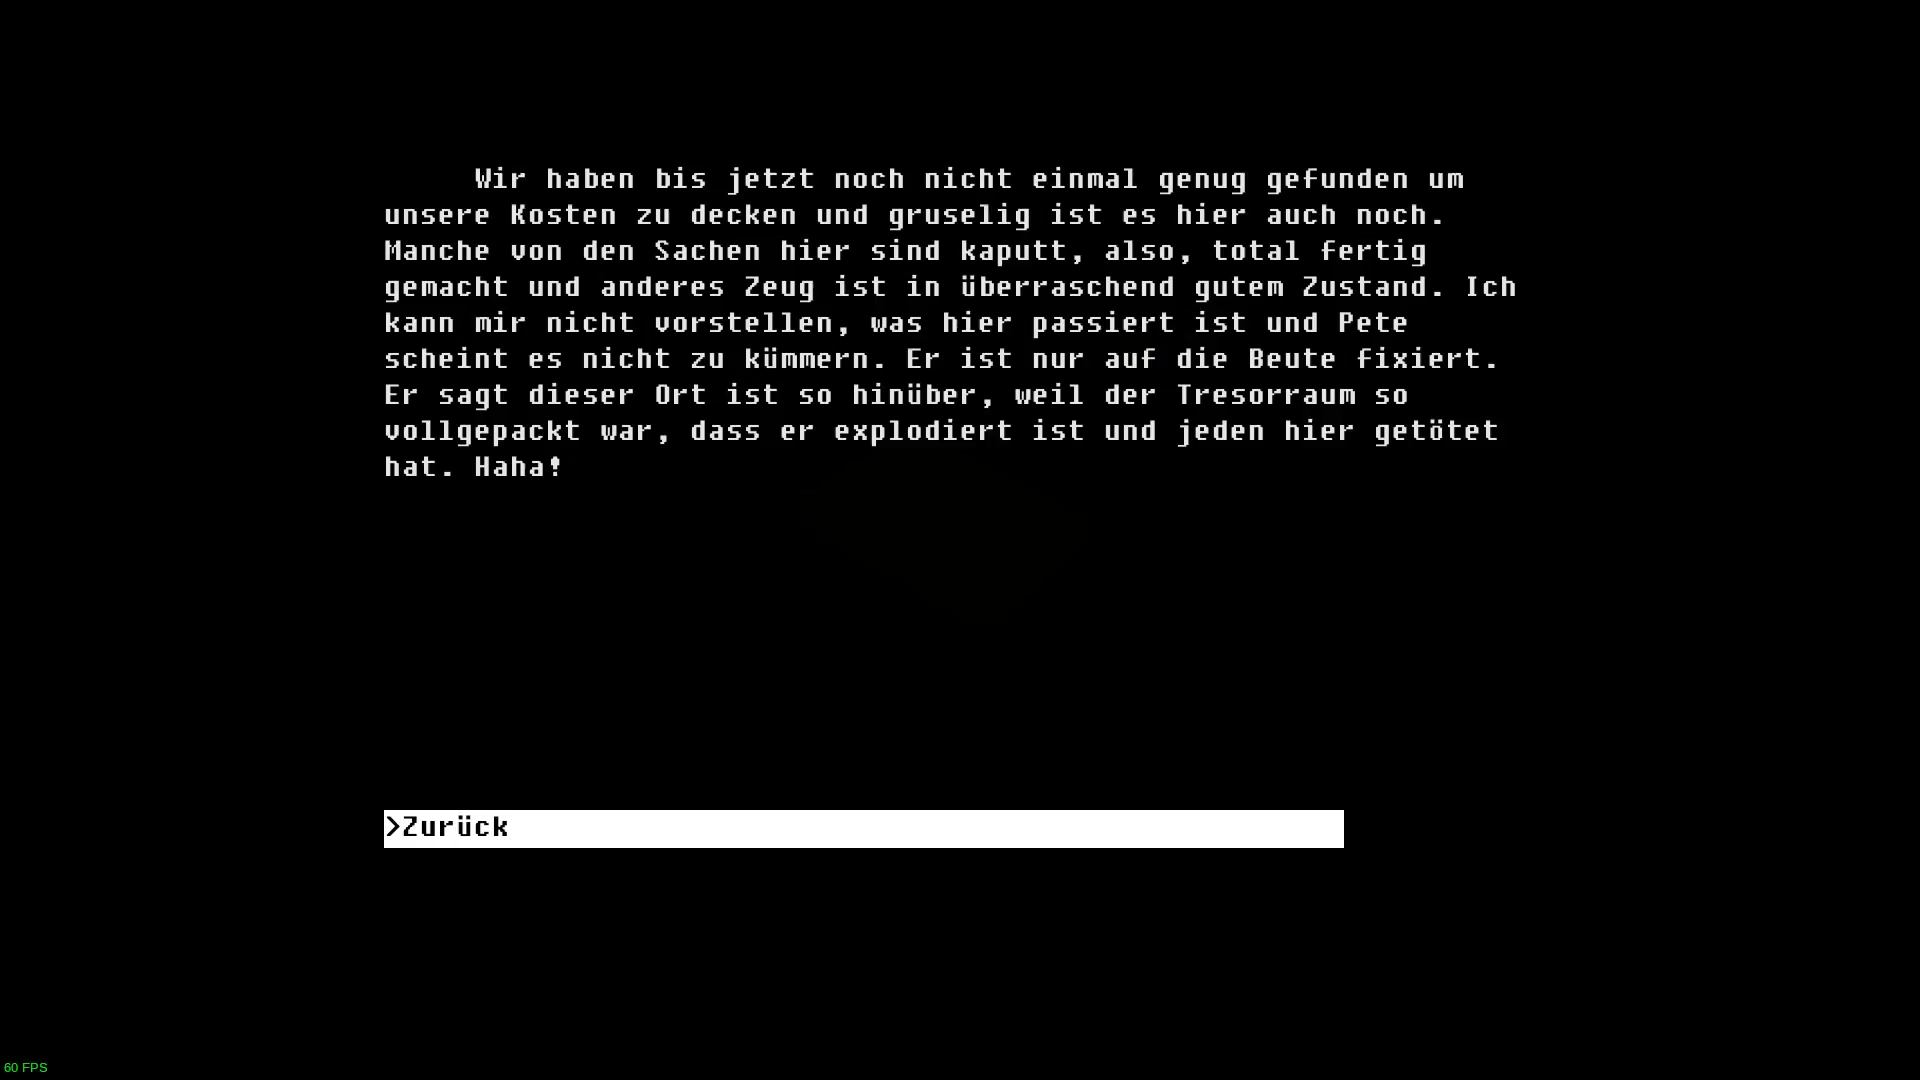 Wir haben bis jetzt noch nicht einmal genug gefunden um
unsere Kosten zu decken und gruselig ist es hier auch noch.
Manche von den Sachen hier sind kaputt, also, total fertig
gemacht und anderes Zeug ist in überraschend gutem Zustand. Ich
kann mir nicht vorstellen, was hier passiert ist und Pete
scheint es nicht zu kümmern. Er ist nur auf die Beute fixiert.
Er sagt dieser Ort ist so hinüber, weil der Tresorraum so
vollgepackt war, dass er explodiert ist und jeden hier getötet
hat. Haha!
>Zurück
60 FPS